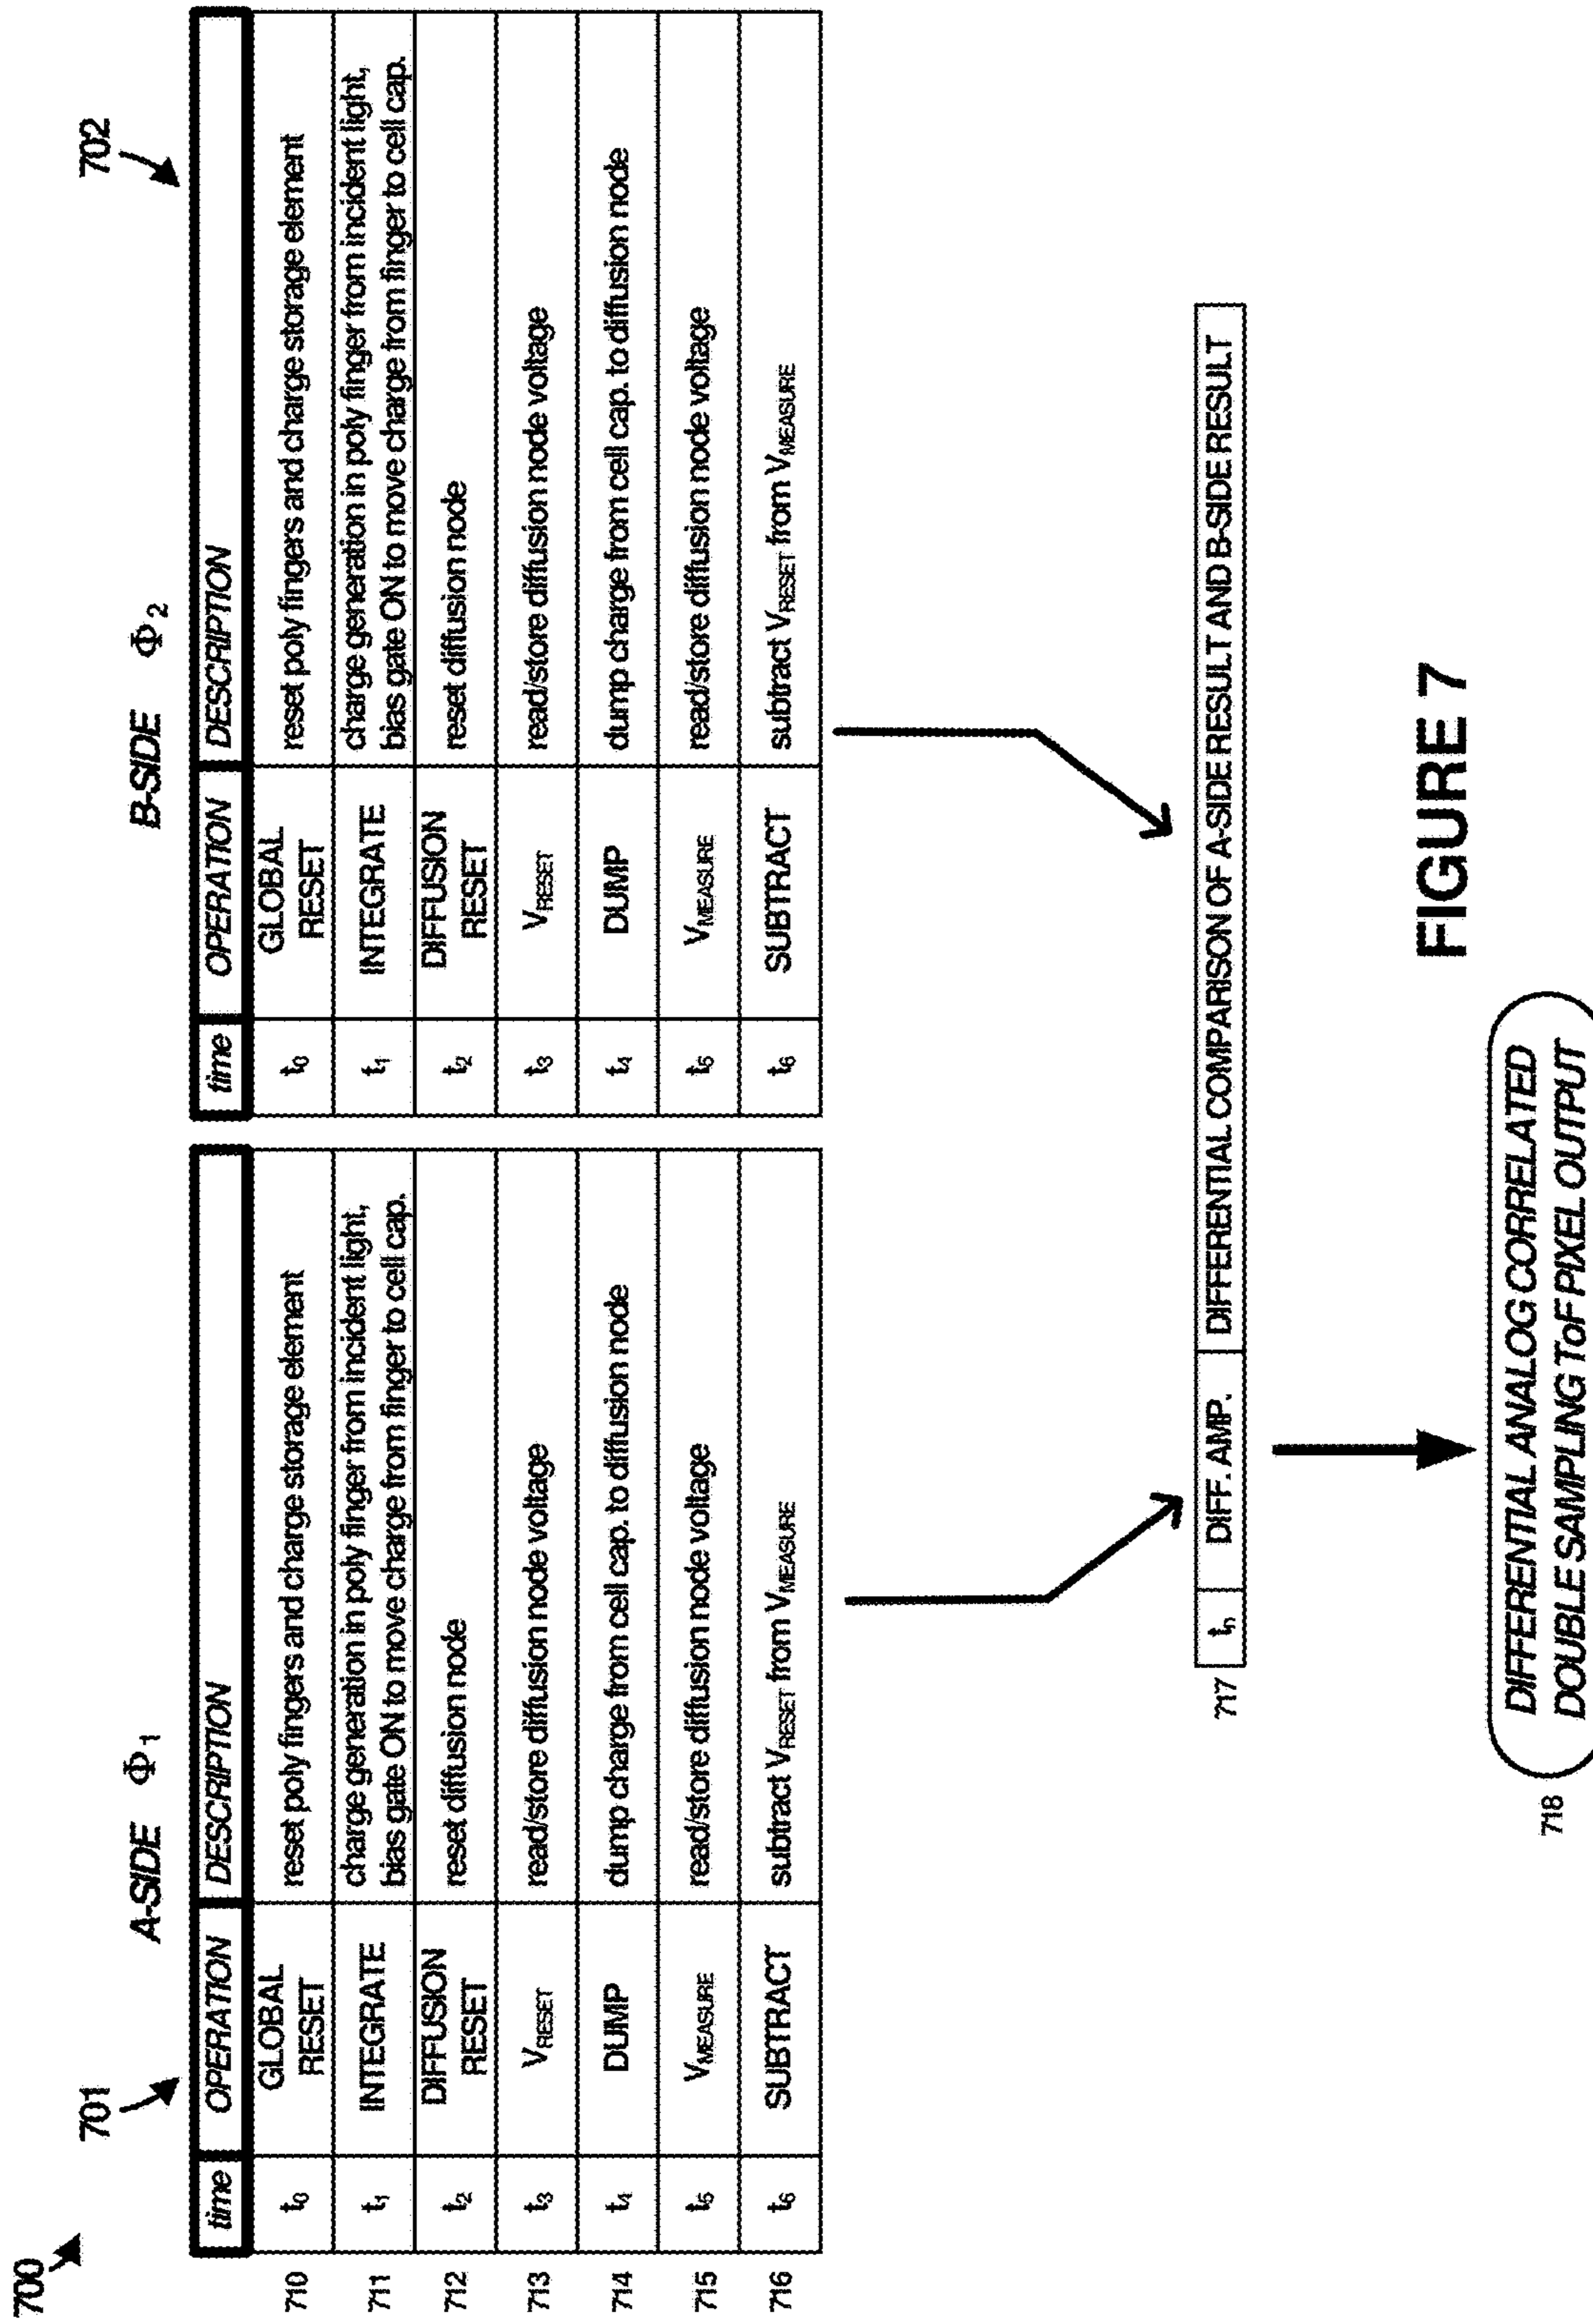 700
701
702
A-SIDE Φ1
B-SIDE Φ2
time OPERATION DESCRIPTION
time OPERATION DESCRIPTION
710
t0 GLOBAL
RESET
reset poly fingers and charge storage element
t0 GLOBAL
RESET
reset poly fingers and charge storage element
711
t1 INTEGRATE
charge generation in poly finger from incident light,
bias gate ON to move charge from finger to cell cap.
t1 INTEGRATE
charge generation in poly finger from incident light,
bias gate ON to move charge from finger to cell cap.
712
t2 DIFFUSION
RESET
reset diffusion node
t2 DIFFUSION
RESET
reset diffusion node
713
t3 VRESET read/store diffusion node voltage
t3 VRESET read/store diffusion node voltage
714
t4 DUMP dump charge from cell cap. to diffusion node
t4 DUMP dump charge from cell cap. to diffusion node
715
t5 VMEASURE read/store diffusion node voltage
t5 VMEASURE read/store diffusion node voltage
716
t6 SUBTRACT subtract VRESET from VMEASURE
t6 SUBTRACT subtract VRESET from VMEASURE
717
tn DIFF. AMP. DIFFERENTIAL COMPARISON OF A-SIDE RESULT AND B-SIDE RESULT
718
DIFFERENTIAL ANALOG CORRELATED
DOUBLE SAMPLING ToF PIXEL OUTPUT
FIGURE 7